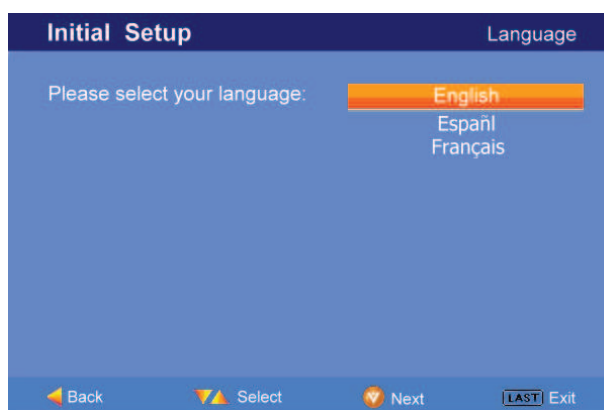 Initial Setup Language
Please select your language:
English
Españl
Français
Back Select Next LAST Exit